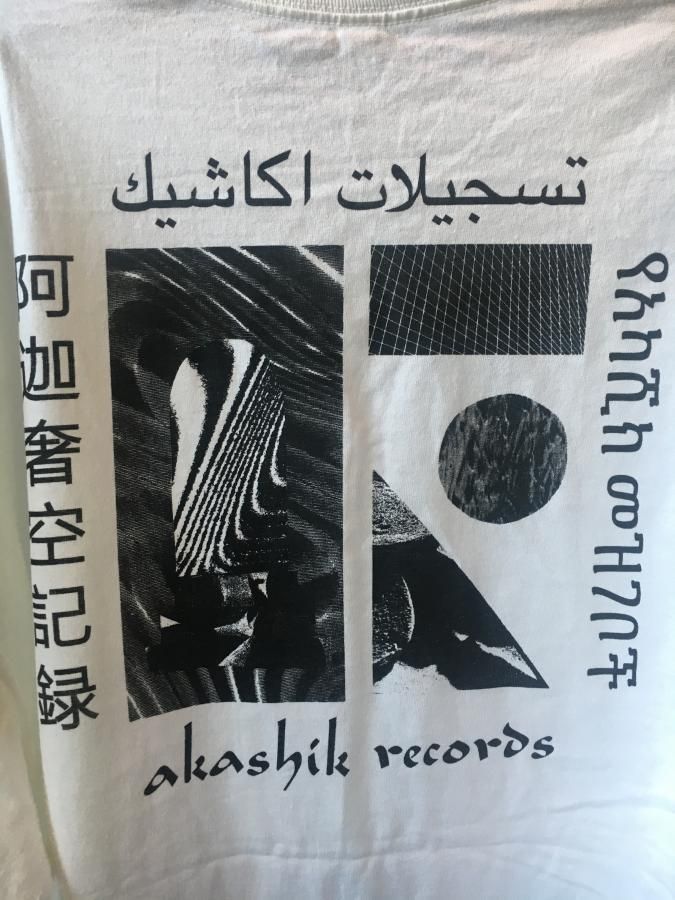 تسجيلات اكاشيك
阿迦奢空記録
የአካሺክ መዝገቦች
akashik records